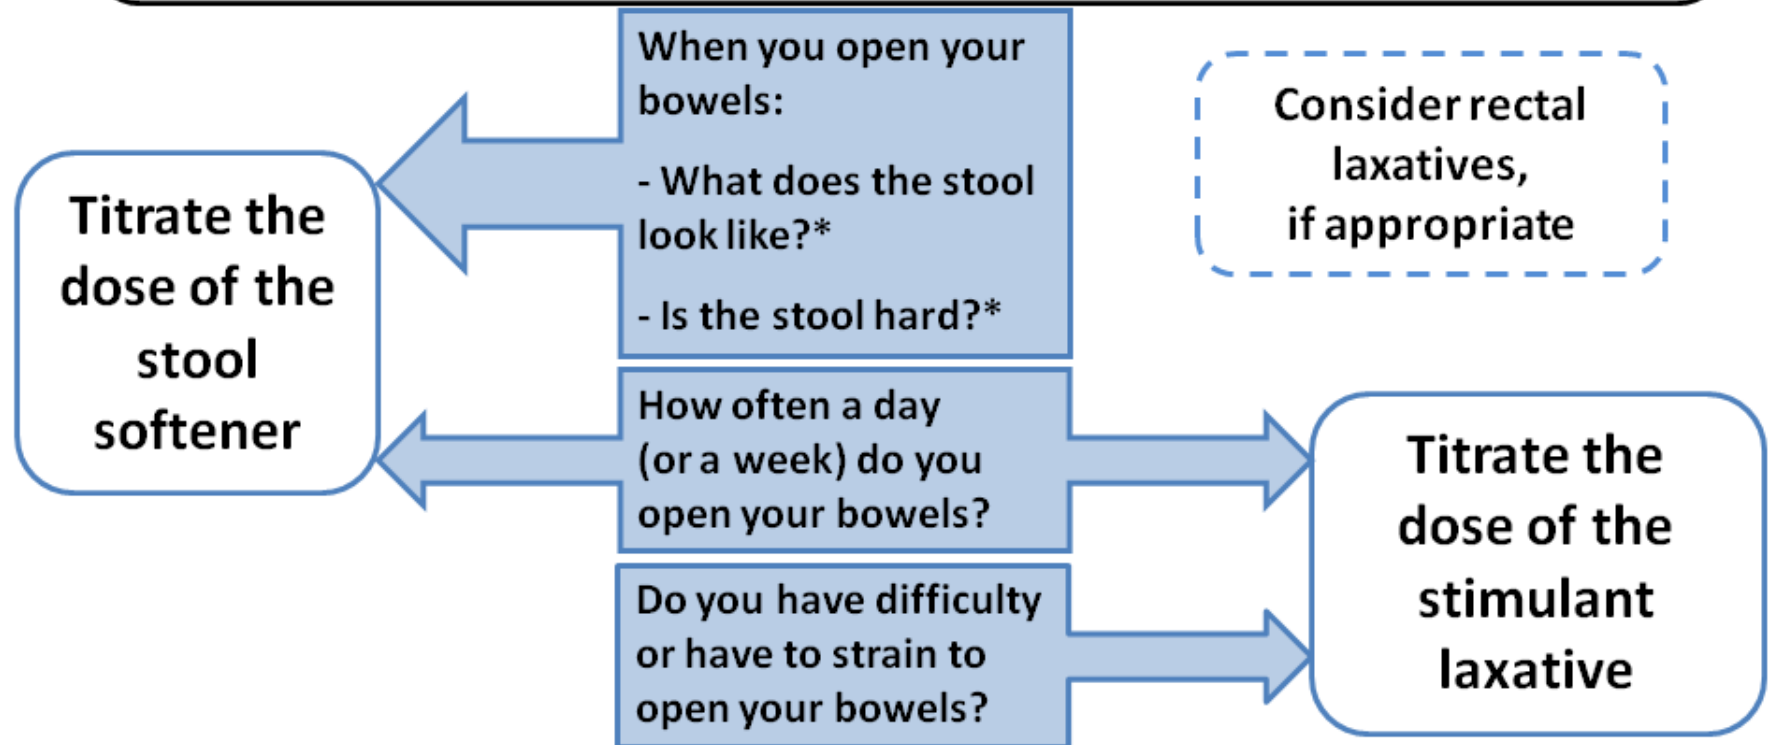 When you open your
bowels:
- What does the stool
look like?*
- Is the stool hard?*
Consider rectal
laxatives,
if appropriate
Titrate the
dose of the
stool
softener
How often a day
(or a week) do you
open your bowels?
Titrate the
dose of the
stimulant
laxative
Do you have difficulty
or have to strain to
open your bowels?